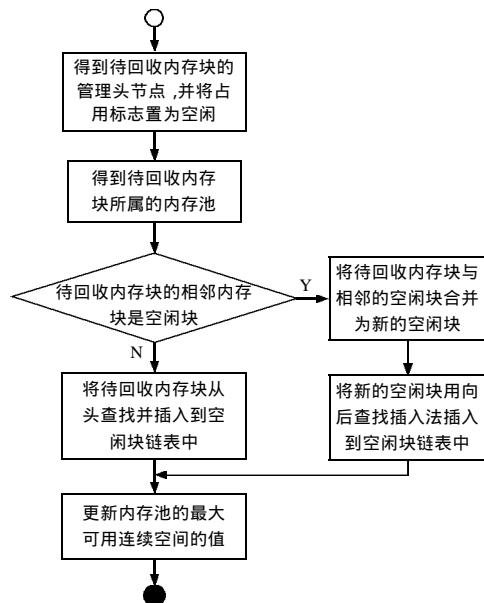 得到待回收内存块的
管理头节点 ,并将占
用标志置为空闲
得到待回收内存
块所属的内存池
待回收内存块的相邻内存
块是空闲块
Y
将待回收内存块与
相邻的空闲块合并
为新的空闲块
N
将待回收内存块从
头查找并插入到空
闲块链表中
将新的空闲块用向
后查找插入法插入
到空闲块链表中
更新内存池的最大
可用连续空间的值